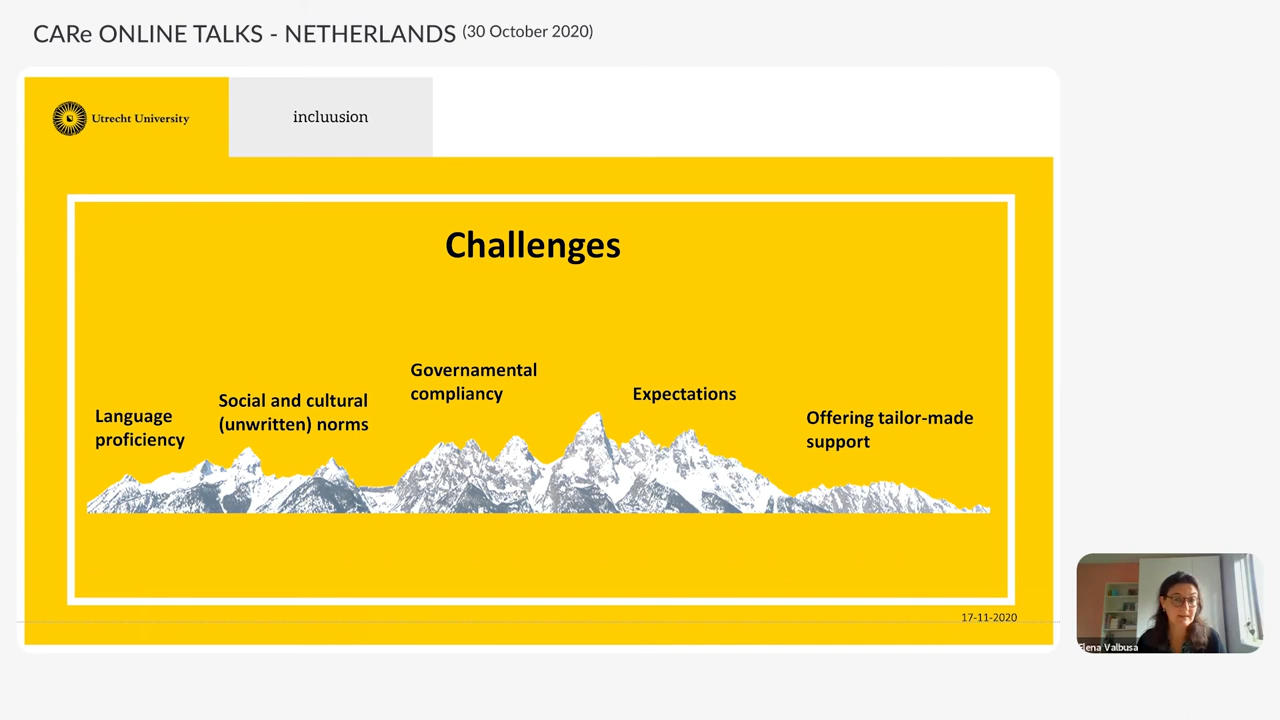 CARe ONLINE TALKS - NETHERLANDS (30 October 2020)
Utrecht University
incluusion
Challenges
Language
proficiency
Social and cultural
(unwritten) norms
Governamental
compliancy
Expectations
Offering tailor-made
support
17-11-2020
Elena Valbusa